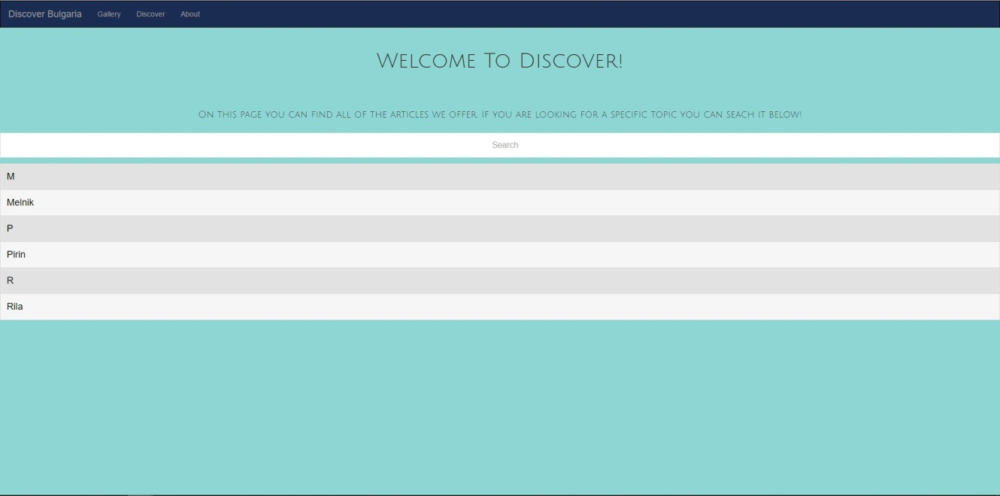 Discover Bulgaria Gallery Discover About
Welcome To Discover!
On this page you can find all of the articles we offer. If you are looking for a specific topic you can seach it below!
Search
M
Melnik
P
Pirin
R
Rila